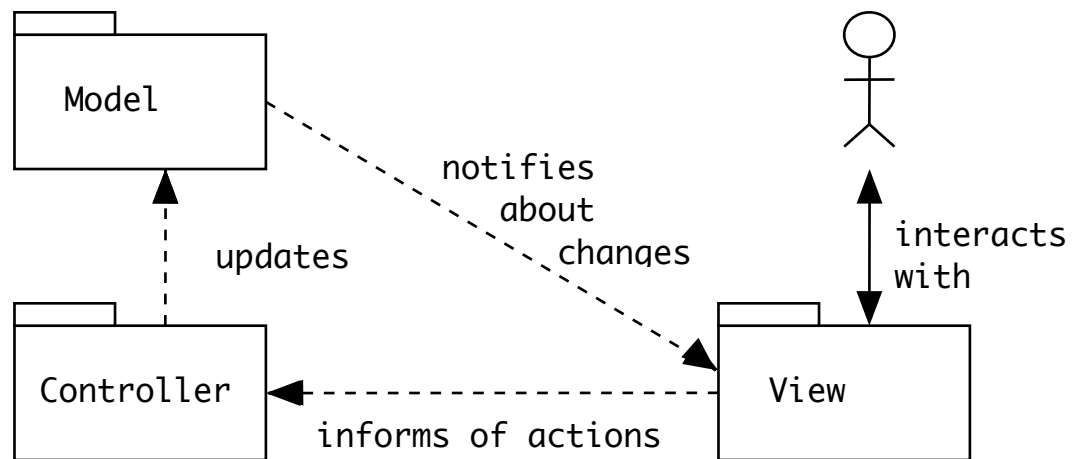 Model
notifies
about
changes
interacts
with
updates
Controller
View
informs of actions